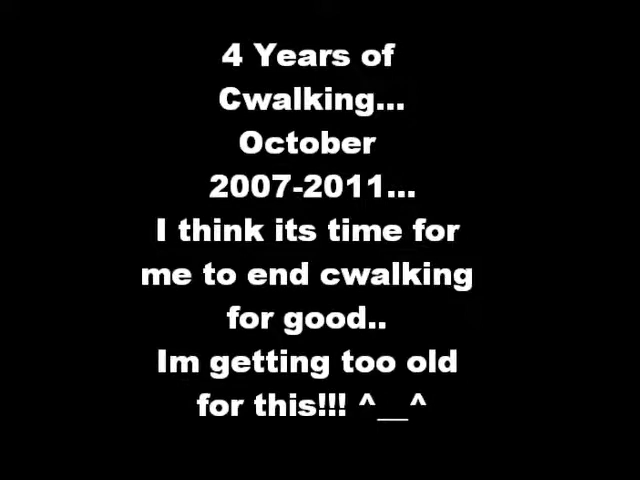 4 Years of
Cwalking...
October
2007-2011...
I think its time for
me to end cwalking
for good..
Im getting too old
for this!!! ^__^